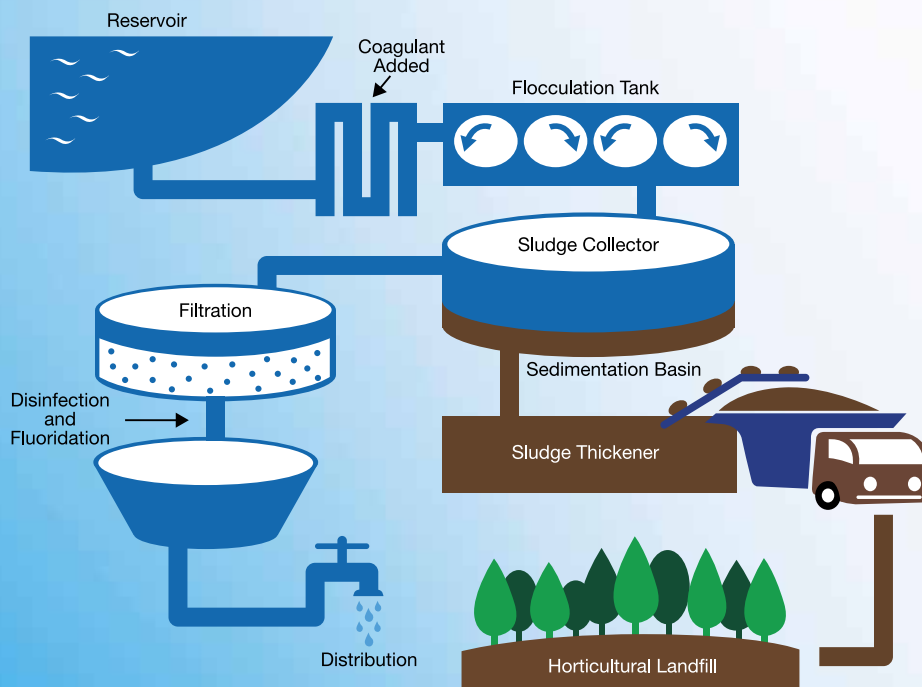 Reservoir
Coagulant
Added
Flocculation Tank
Sludge Collector
Filtration
Sedimentation Basin
Disinfection
and
Fluoridation
Sludge Thickener
Distribution
Horticultural Landfill